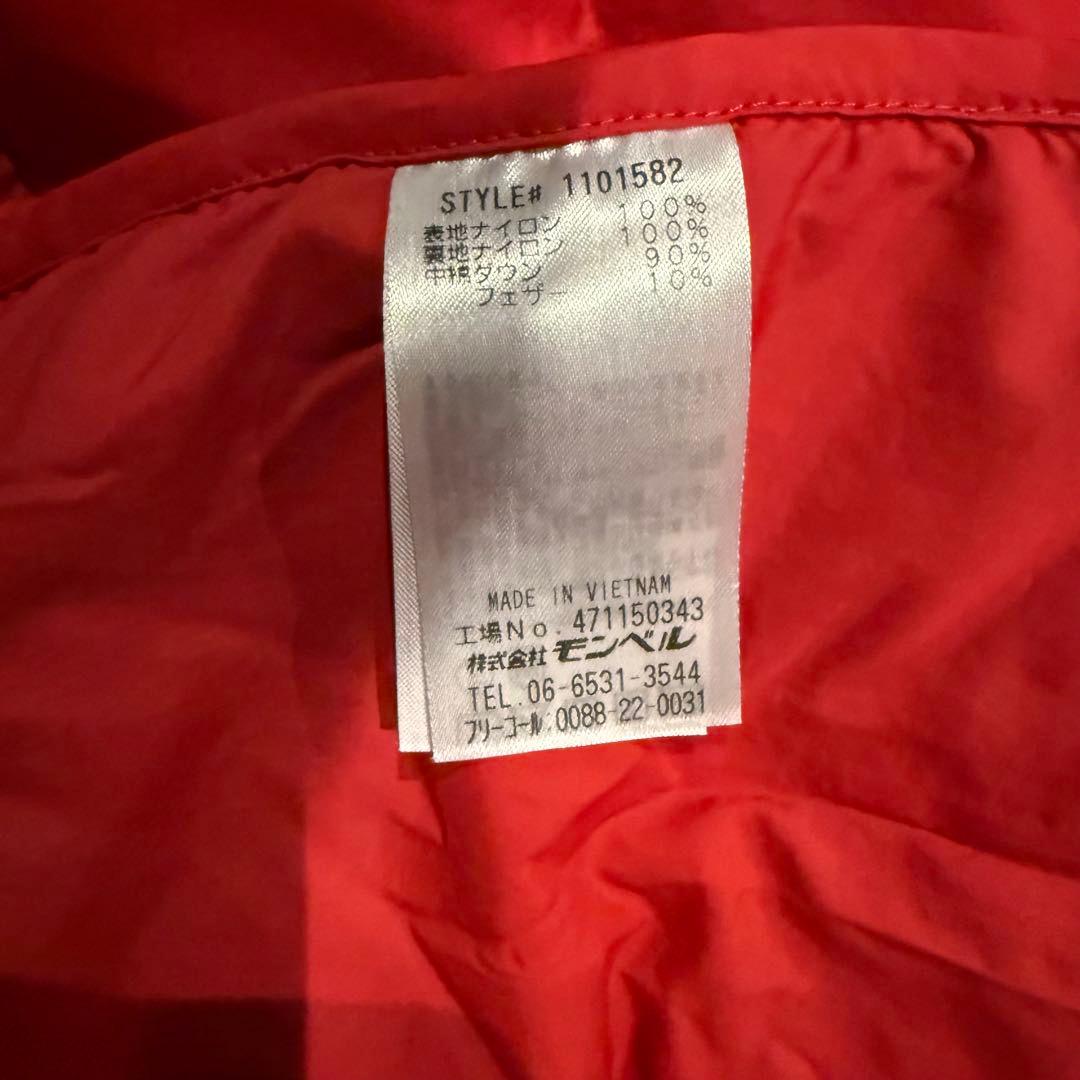 STYLE# 1101582
表地ナイロン 100%
裏地ナイロン 100%
中綿ダウン 90%
フェザー 10%
MADE IN VIETNAM
工場No. 471150343
株式会社 モンベル
TEL. 06-6531-3544
フリーコール:0088-22-0031